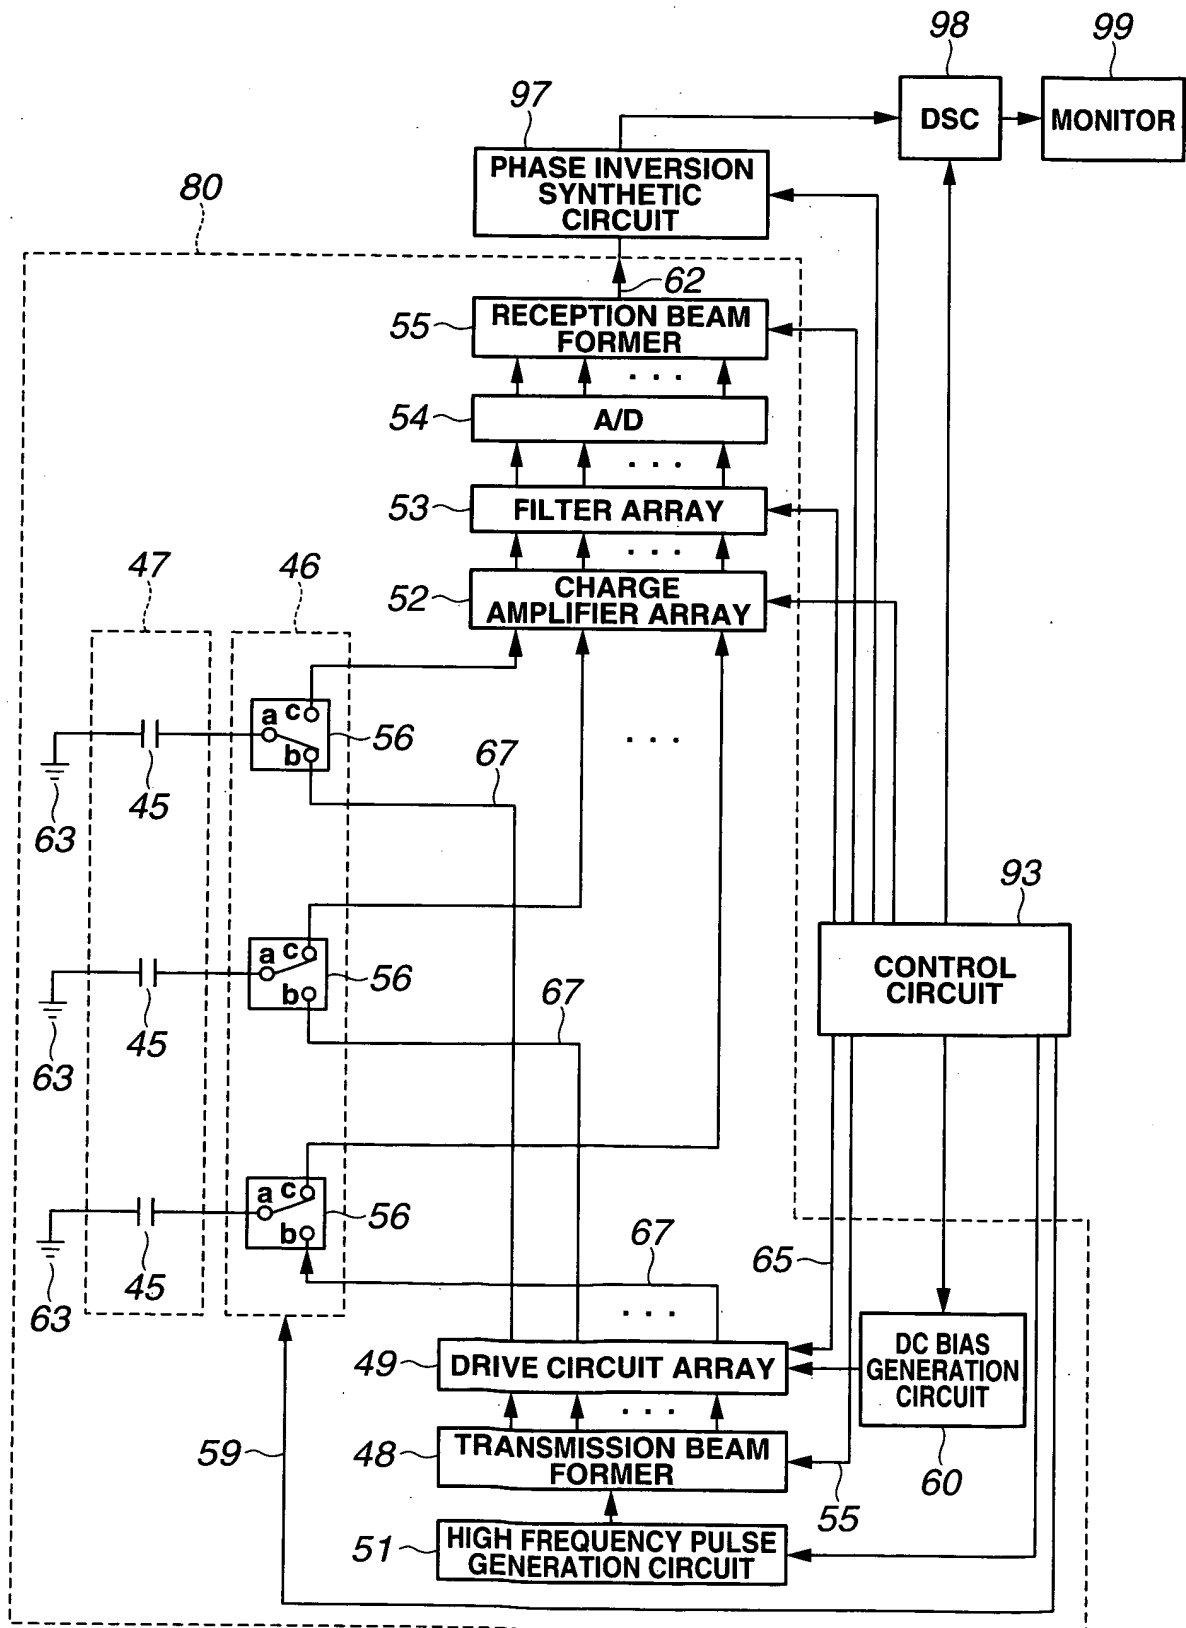 98
99
97
DSC
MONITOR
PHASE INVERSION
SYNTHETIC
CIRCUIT
80
62
55
RECEPTION BEAM
FORMER
. . .
54
A/D
. . .
53
FILTER ARRAY
. . .
47
46
52
CHARGE
AMPLIFIER ARRAY
a
c
b
56
67
. . .
45
63
93
a
c
b
56
67
CONTROL
CIRCUIT
45
63
a
c
b
56
67
65
45
63
. . .
49
DRIVE CIRCUIT ARRAY
DC BIAS
GENERATION
CIRCUIT
. . .
59
48
TRANSMISSION BEAM
FORMER
55
60
51
HIGH FREQUENCY PULSE
GENERATION CIRCUIT